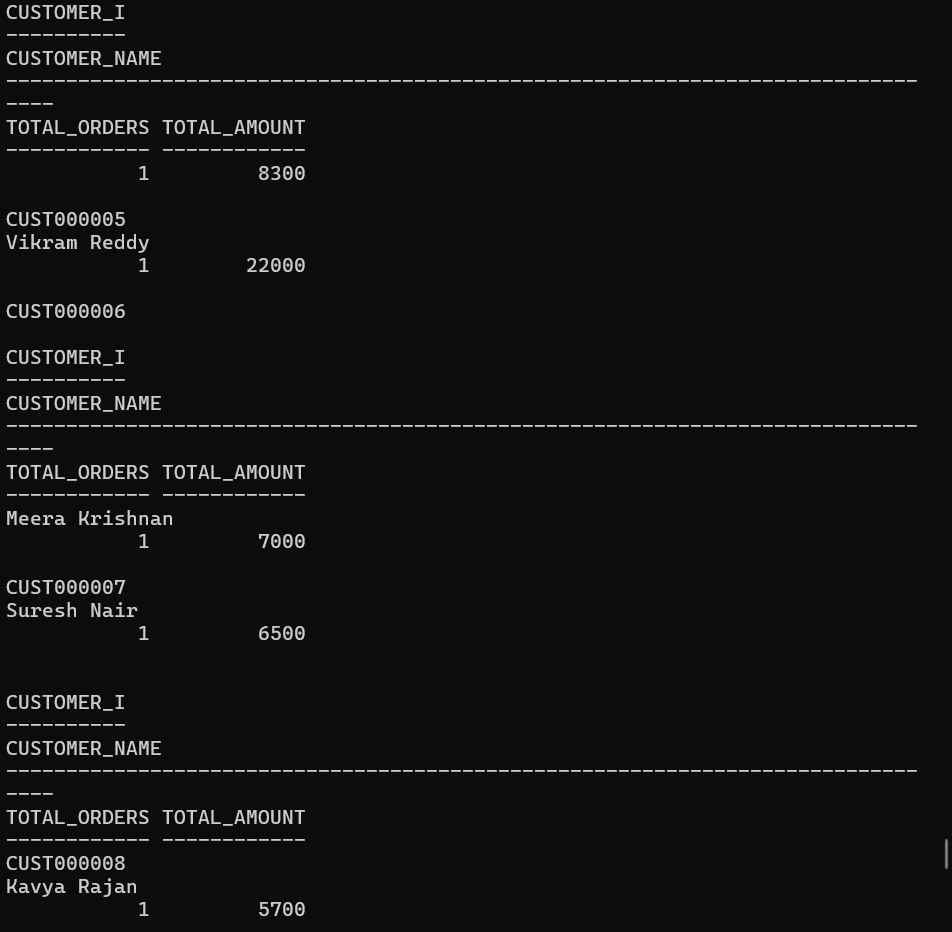 CUSTOMER_I
----------
CUSTOMER_NAME
----------------------------------------------------------------------------
----
TOTAL_ORDERS TOTAL_AMOUNT
------------ ------------
           1         8300

CUST000005
Vikram Reddy
           1        22000

CUST000006

CUSTOMER_I
----------
CUSTOMER_NAME
----------------------------------------------------------------------------
----
TOTAL_ORDERS TOTAL_AMOUNT
------------ ------------
Meera Krishnan
           1         7000

CUST000007
Suresh Nair
           1         6500


CUSTOMER_I
----------
CUSTOMER_NAME
----------------------------------------------------------------------------
----
TOTAL_ORDERS TOTAL_AMOUNT
------------ ------------
CUST000008
Kavya Rajan
           1         5700